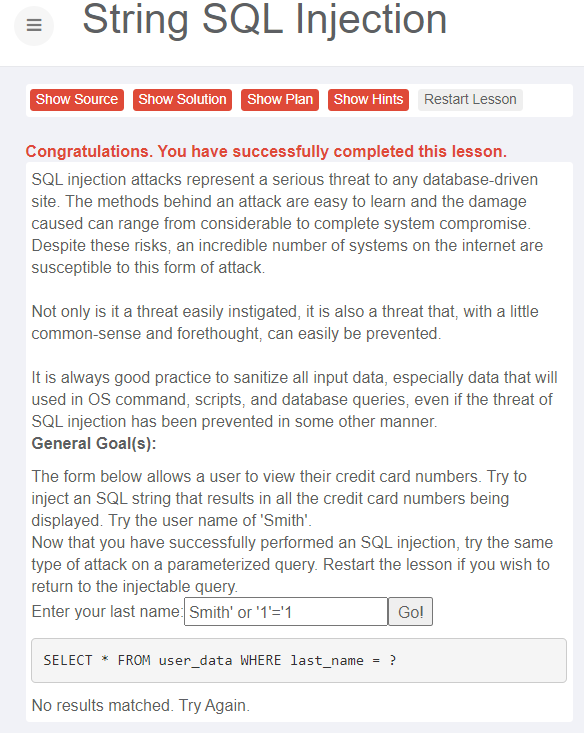 String SQL Injection
Show Source Show Solution Show Plan Show Hints Restart Lesson
Congratulations. You have successfully completed this lesson.
SQL injection attacks represent a serious threat to any database-driven
site. The methods behind an attack are easy to learn and the damage
caused can range from considerable to complete system compromise.
Despite these risks, an incredible number of systems on the internet are
susceptible to this form of attack.
Not only is it a threat easily instigated, it is also a threat that, with a little
common-sense and forethought, can easily be prevented.
It is always good practice to sanitize all input data, especially data that will
used in OS command, scripts, and database queries, even if the threat of
SQL injection has been prevented in some other manner.
General Goal(s):
The form below allows a user to view their credit card numbers. Try to
inject an SQL string that results in all the credit card numbers being
displayed. Try the user name of 'Smith'.
Now that you have successfully performed an SQL injection, try the same
type of attack on a parameterized query. Restart the lesson if you wish to
return to the injectable query.
Enter your last name: Smith' or '1'='1 Go!
SELECT * FROM user_data WHERE last_name = ?
No results matched. Try Again.